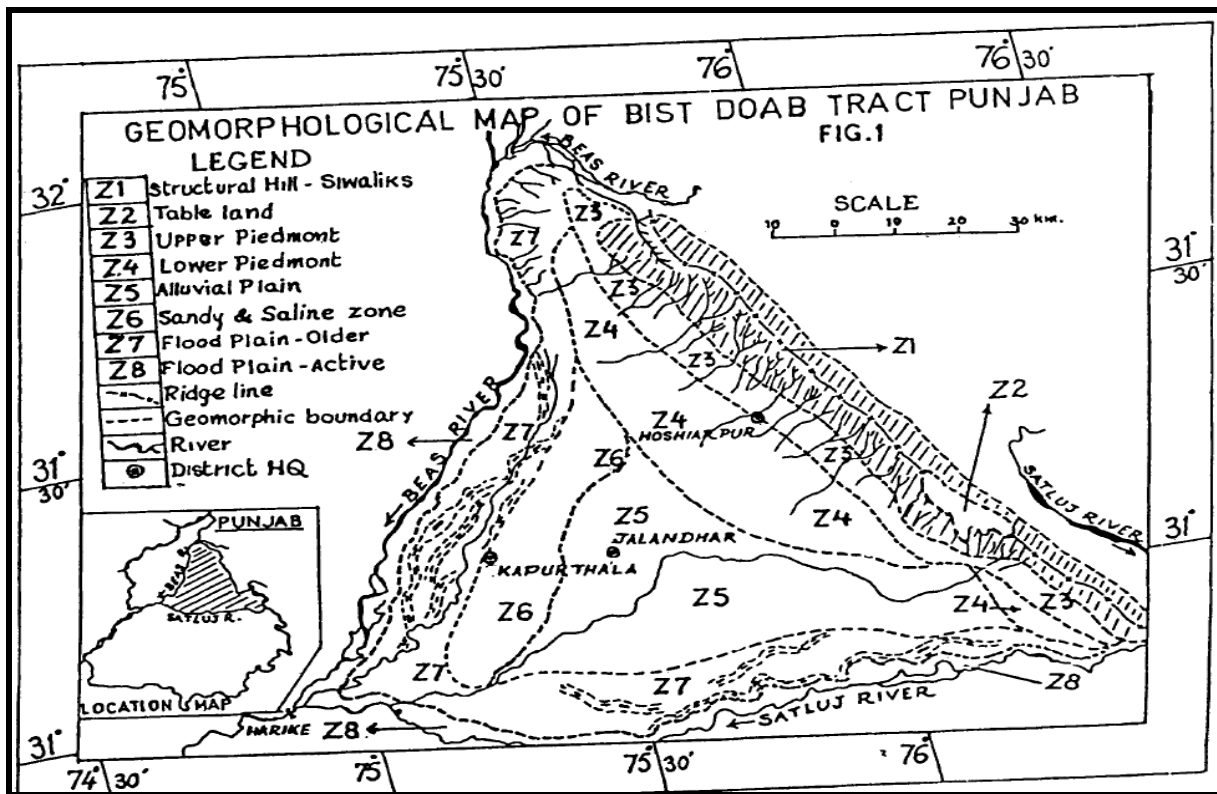 75° 75° 30' 76° 76° 30'
GEOMORPHOLOGICAL MAP OF BIST DOAB TRACT PUNJAB
FIG.1
LEGEND
Z1 Structural Hill - Siwaliks
Z2 Table land
Z3 Upper Piedmont
Z4 Lower Piedmont
Z5 Alluvial Plain
Z6 Sandy & Saline zone
Z7 Flood Plain - Older
Z8 Flood Plain - Active
Ridge line
Geomorphic boundary
River
District HQ
SCALE
10 0 10 20 30 KM.
32°
31° 30'
31°
31° 30'
31°
BEAS RIVER
Z3
Z7
Z3
Z4
Z3
Z1
Z2
Z4
HOSHIARPUR
Z3
BEAS RIVER
Z8
Z7
Z6
SATLUJ RIVER
Z5
Z4
JALANDHAR
KAPURTHALA
Z5
Z6
Z4
Z3
Z7
Z7
Z8
SATLUJ RIVER
HARIKE
Z8
PUNJAB
BEAS R.
SATLUJ R.
LOCATION MAP
74° 30' 75° 75° 30' 76°